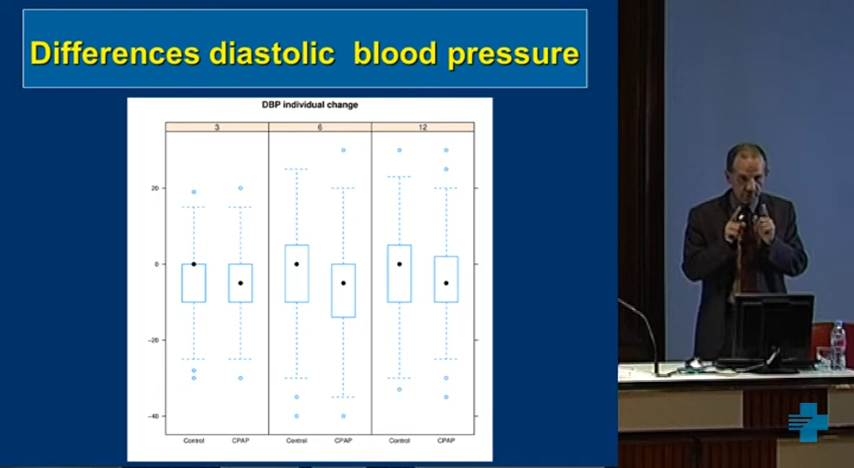 Differences diastolic  blood pressure
DBP individual change
3 6 12
20
0
−20
−40
Control CPAP Control CPAP Control CPAP